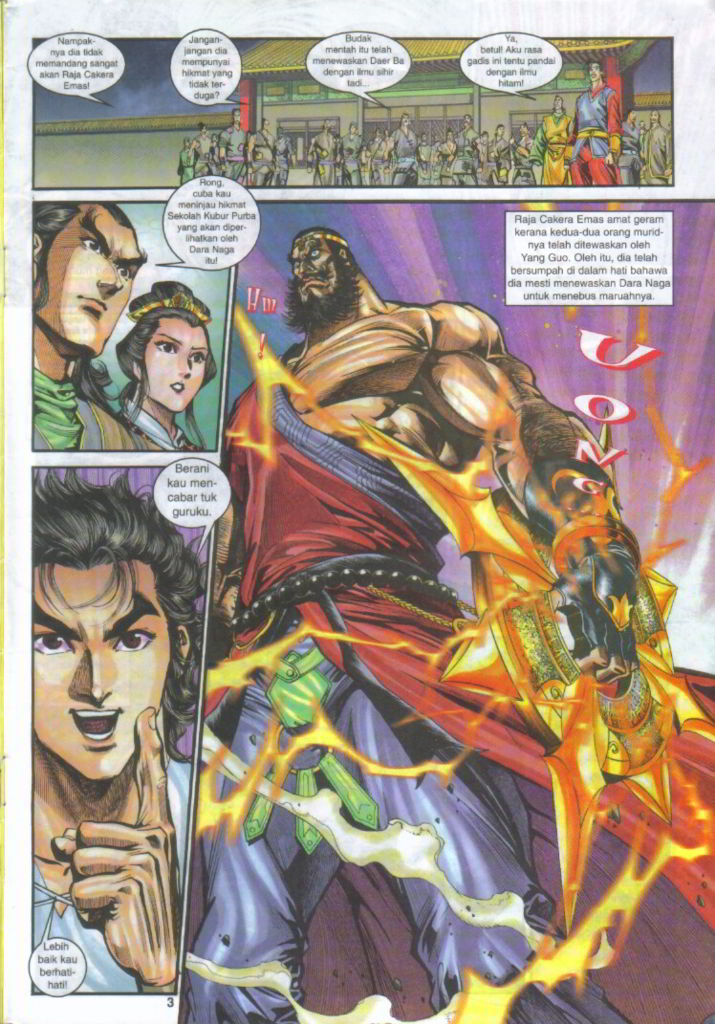 Nampak-
nya dia tidak
memandang sangat
akan Raja Cakera
Emas!
Jangan-
jangan dia
mempunyai
hikmat yang
tidak ter-
duga?
Budak
mentah itu telah
menewaskan Daer Ba
dengan ilmu sihir
tadi...
Ya,
betul! Aku rasa
gadis ini tentu pandai
dengan ilmu
hitam!
Rong,
cuba kau
meninjau hikmat
Sekolah Kubur Purba
yang akan diper-
lihatkan oleh
Dara Naga
itu!
Raja Cakera Emas amat geram
kerana kedua-dua orang murid-
nya telah ditewaskan oleh
Yang Guo. Oleh itu, dia telah
bersumpah di dalam hati bahawa
dia mesti menewaskan Dara Naga
untuk menebus maruahnya.
UONG
Berani
kau men-
cabar tuk
guruku.
Lebih
baik kau
berhati-
hati!
3